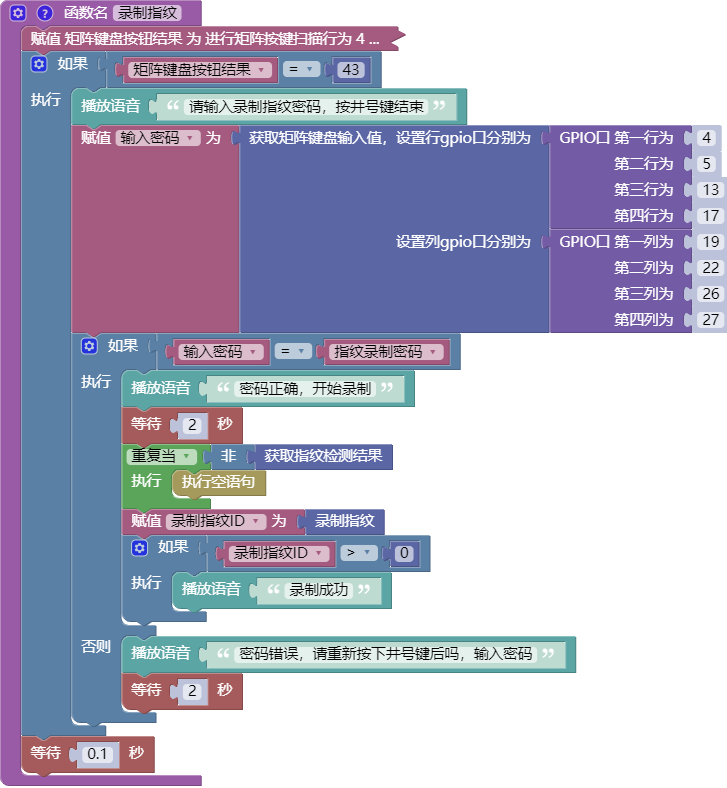 函数名 录制指纹
赋值 矩阵键盘按钮结果 为 进行矩阵按键扫描行为 4 ...
如果 矩阵键盘按钮结果 = 43
执行 播放语音 “ 请输入录制指纹密码，按井号键结束 ”
赋值 输入密码 为 获取矩阵键盘输入值，设置行gpio口分别为 GPIO口 第一行为 4
第二行为 5
第三行为 13
第四行为 17
设置列gpio口分别为 GPIO口 第一列为 19
第二列为 22
第三列为 26
第四列为 27
如果 输入密码 = 指纹录制密码
执行 播放语音 “ 密码正确，开始录制 ”
等待 2 秒
重复当 非 获取指纹检测结果
执行 执行空语句
赋值 录制指纹ID 为 录制指纹
如果 录制指纹ID > 0
执行 播放语音 “ 录制成功 ”
否则 播放语音 “ 密码错误，请重新按下井号键后吗，输入密码 ”
等待 2 秒
等待 0.1 秒